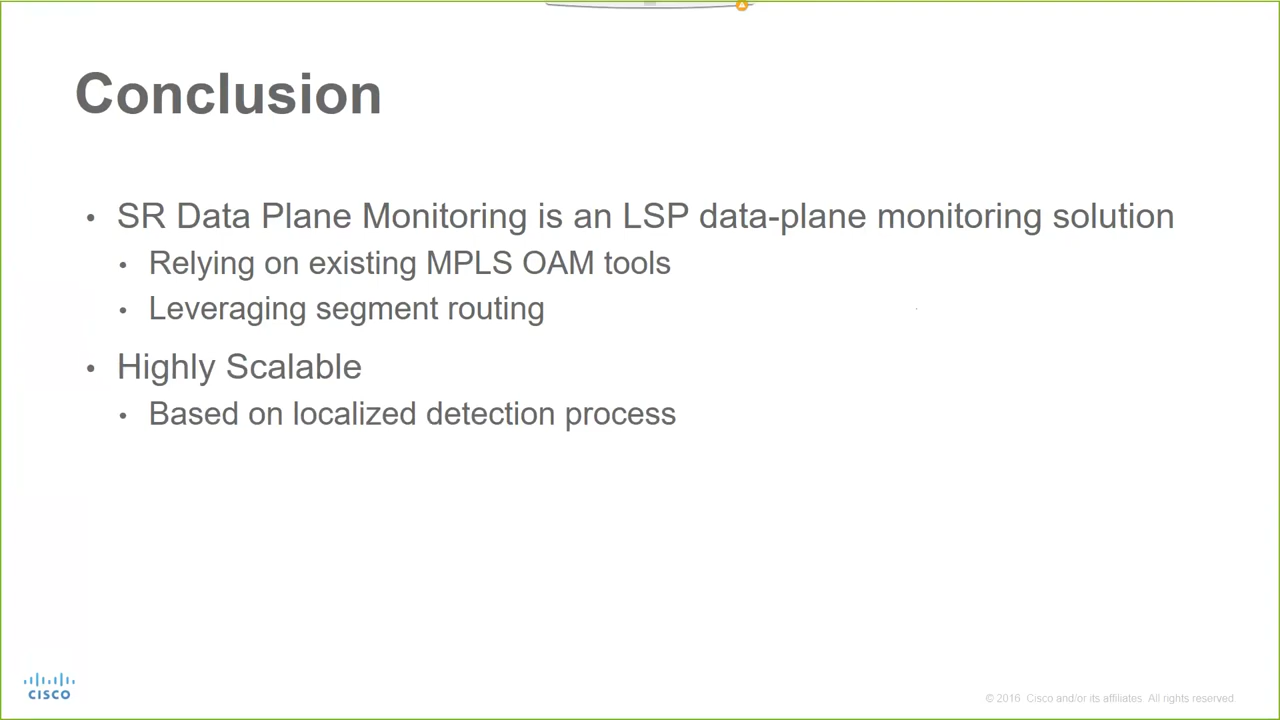 Conclusion
• SR Data Plane Monitoring is an LSP data-plane monitoring solution
• Relying on existing MPLS OAM tools
• Leveraging segment routing
• Highly Scalable
• Based on localized detection process
CISCO
© 2016 Cisco and/or its affiliates. All rights reserved.